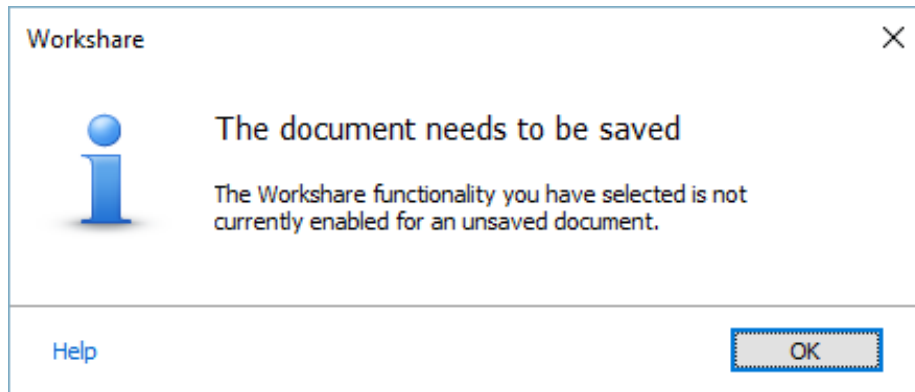 Workshare
The document needs to be saved
The Workshare functionality you have selected is not
currently enabled for an unsaved document.
Help
OK